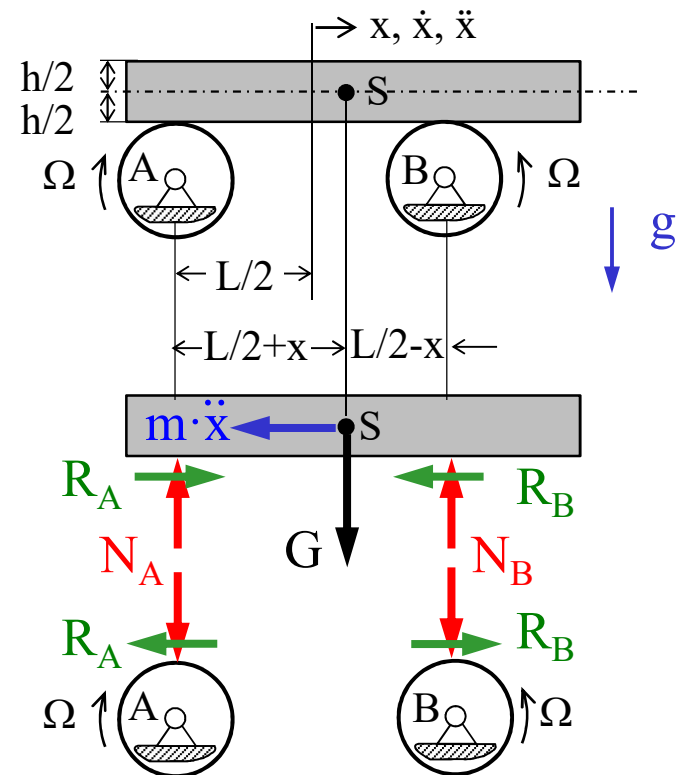 x, ẋ, ẍ
h/2
S
h/2
A
B
Ω
Ω
g
L/2
L/2+x
L/2-x
m·ẍ
S
R_A
R_B
G
N_A
N_B
R_A
R_B
Ω
A
B
Ω